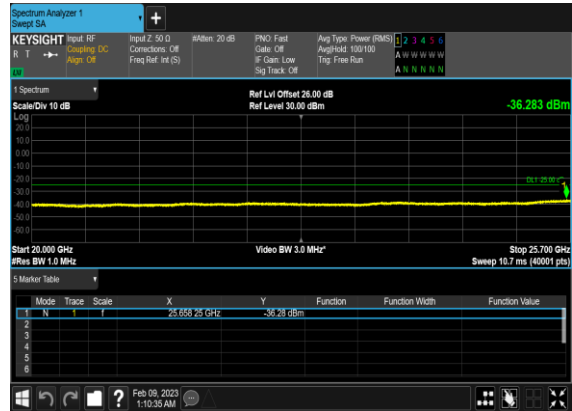 Spectrum Analyzer 1
Swept SA
+
KEYSIGHT Input: RF Input Z: 50 Ω #Atten: 20 dB PNO: Fast Avg Type: Power (RMS) 1 2 3 4 5 6
R T Coupling: DC Corrections: Off Gate: Off Avg|Hold: 100/100 A W W W W W
Align: Off Freq Ref: Int (S) IF Gain: Low Trig: Free Run
Sig Track: Off A N N N N N
1 Spectrum Ref Lvl Offset 26.00 dB
Scale/Div 10 dB Ref Level 30.00 dBm -36.283 dBm
Log
20.0
10.0
0.00
-10.0
-20.0
DL1 -25.00
1
-30.0
-40.0
-50.0
-60.0
Start 20.000 GHz Video BW 3.0 MHz* Stop 25.700 GHz
#Res BW 1.0 MHz Sweep 10.7 ms (40001 pts)
5 Marker Table
Mode Trace Scale X Y Function Function Width Function Value
1 N 1 f 25.658 25 GHz -36.28 dBm
2
3
4
5
6
? Feb 09, 2023
1:10:35 AM